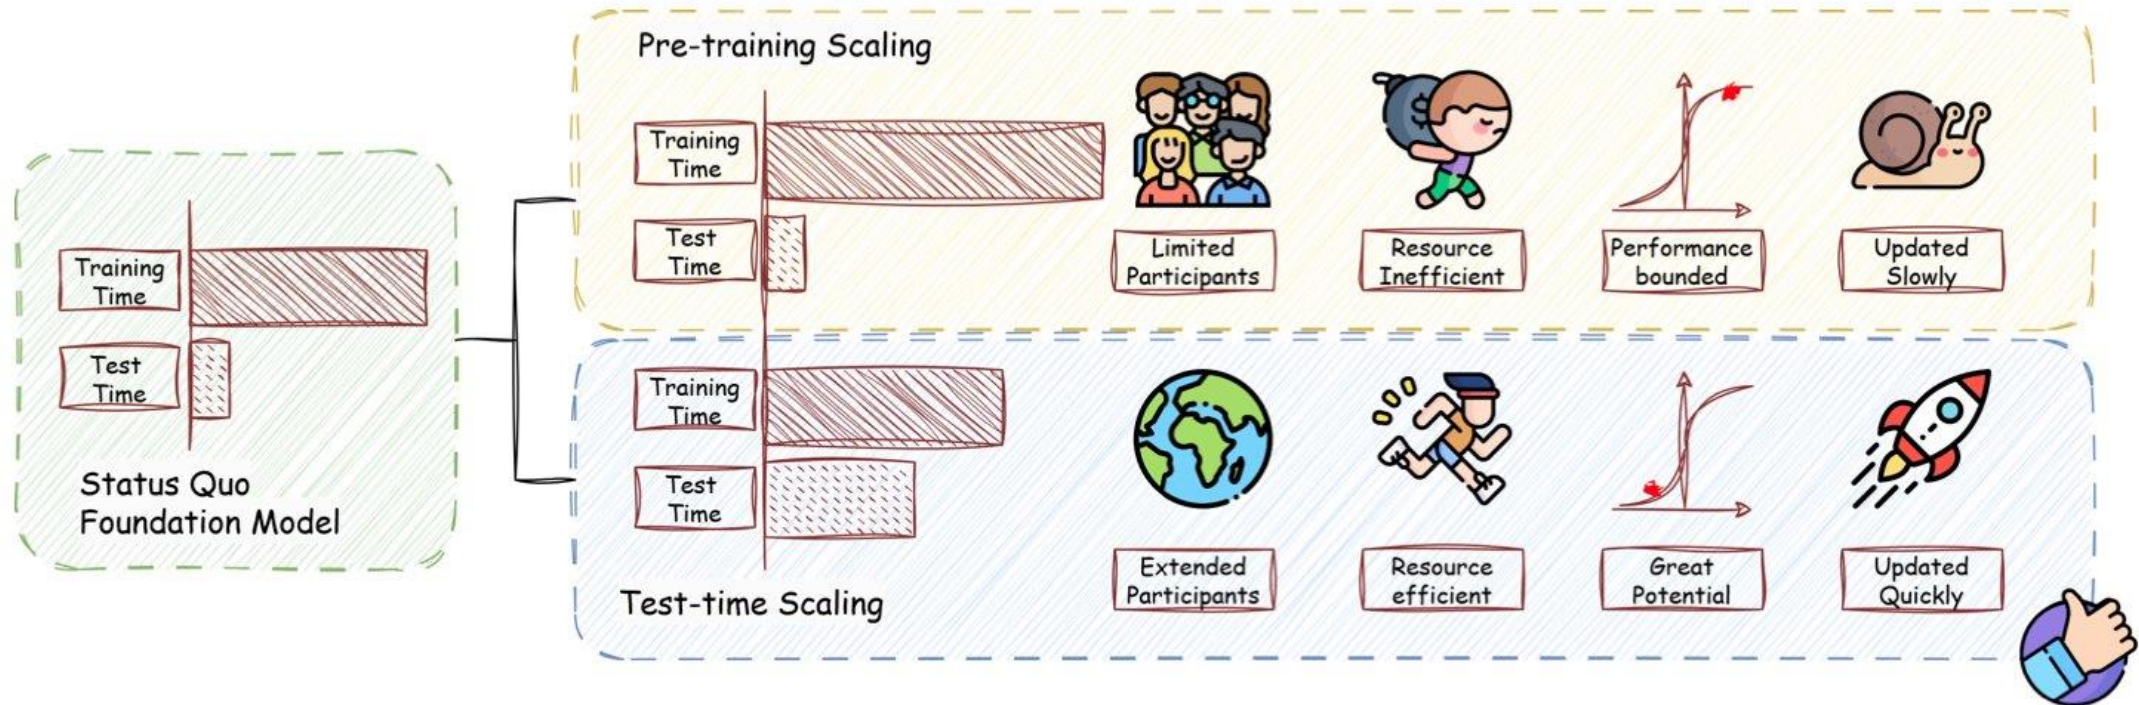 Training
Time
Test
Time
Status Quo
Foundation Model
Pre-training Scaling
Training
Time
Test
Time
Limited
Participants
Resource
Inefficient
Performance
bounded
Updated
Slowly
Training
Time
Test
Time
Test-time Scaling
Extended
Participants
Resource
efficient
Great
Potential
Updated
Quickly